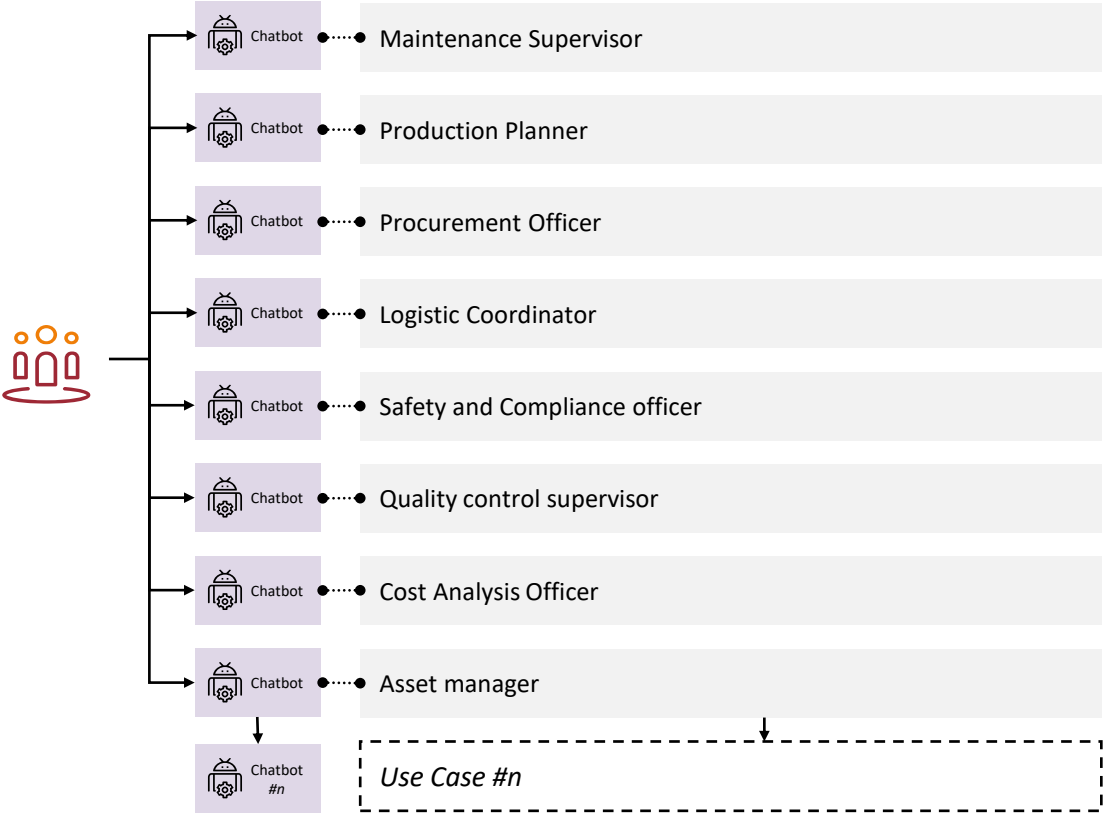 Chatbot
Maintenance Supervisor
Chatbot
Production Planner
Chatbot
Procurement Officer
Chatbot
Logistic Coordinator
Chatbot
Safety and Compliance officer
Chatbot
Quality control supervisor
Chatbot
Cost Analysis Officer
Chatbot
Asset manager
Chatbot
#n
Use Case #n